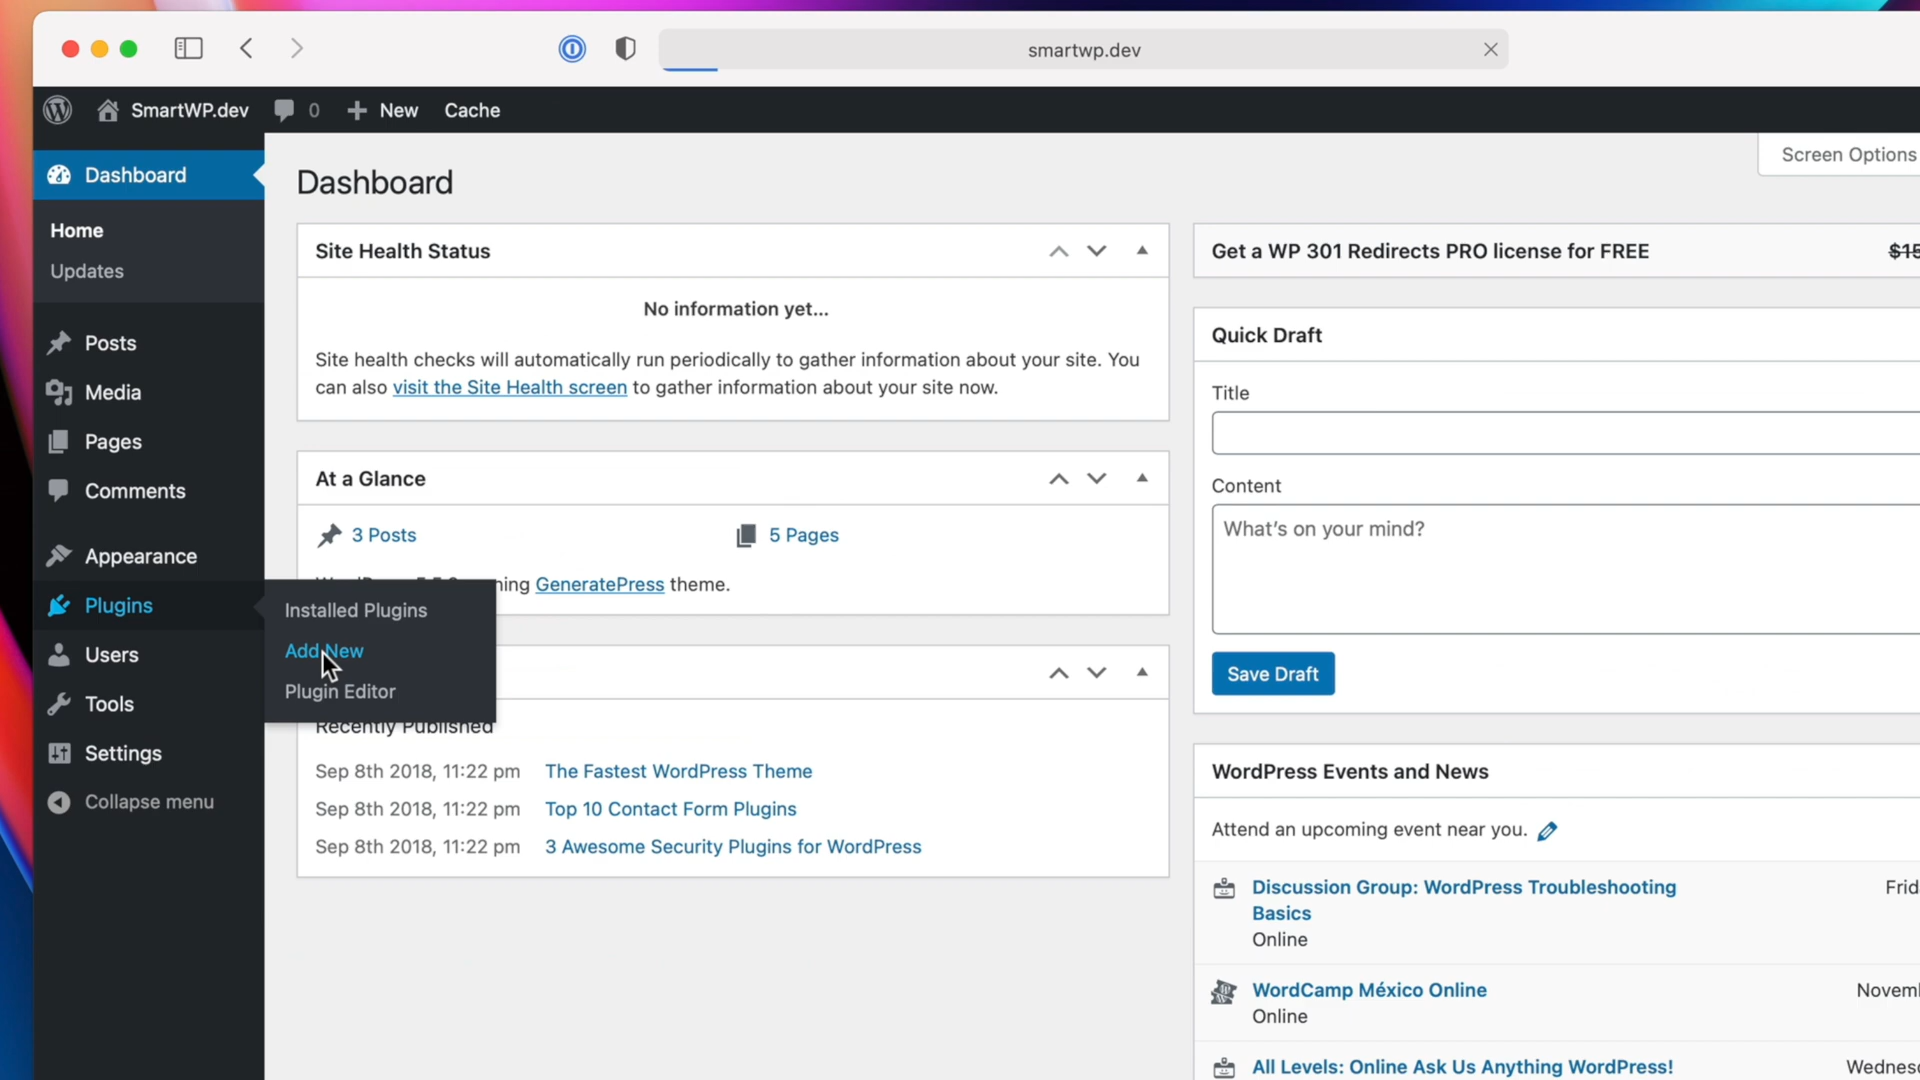 smartwp.dev
SmartWP.dev 0 New Cache
Screen Options
Dashboard
Home
Updates
Posts
Media
Pages
Comments
Appearance
Plugins
Users
Tools
Settings
Collapse menu
Installed Plugins
Add New
Plugin Editor
Dashboard
Site Health Status
No information yet...
Site health checks will automatically run periodically to gather information about your site. You
can also visit the Site Health screen to gather information about your site now.
At a Glance
3 Posts 5 Pages
GeneratePress theme.
Recently Published
Sep 8th 2018, 11:22 pm The Fastest WordPress Theme
Sep 8th 2018, 11:22 pm Top 10 Contact Form Plugins
Sep 8th 2018, 11:22 pm 3 Awesome Security Plugins for WordPress
Get a WP 301 Redirects PRO license for FREE $15
Quick Draft
Title
Content
What's on your mind?
Save Draft
WordPress Events and News
Attend an upcoming event near you.
Discussion Group: WordPress Troubleshooting Frid
Basics
Online
WordCamp México Online Novem
Online
All Levels: Online Ask Us Anything WordPress! Wednes